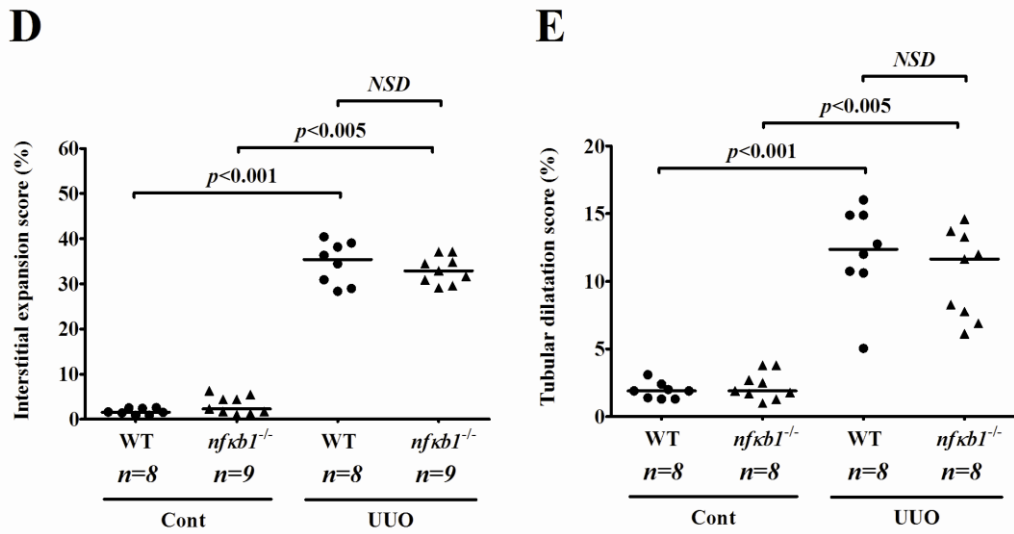 D
NSD
p<0.005
p<0.001
Interstitial expansion score (%)
60
50
40
30
20
10
0
WT nfκb1-/- WT nfκb1-/-
n=8 n=9 n=8 n=9
Cont UUO
E
NSD
p<0.005
p<0.001
Tubular dilatation score (%)
20
15
10
5
0
WT nfκb1-/- WT nfκb1-/-
n=8 n=8 n=8 n=8
Cont UUO